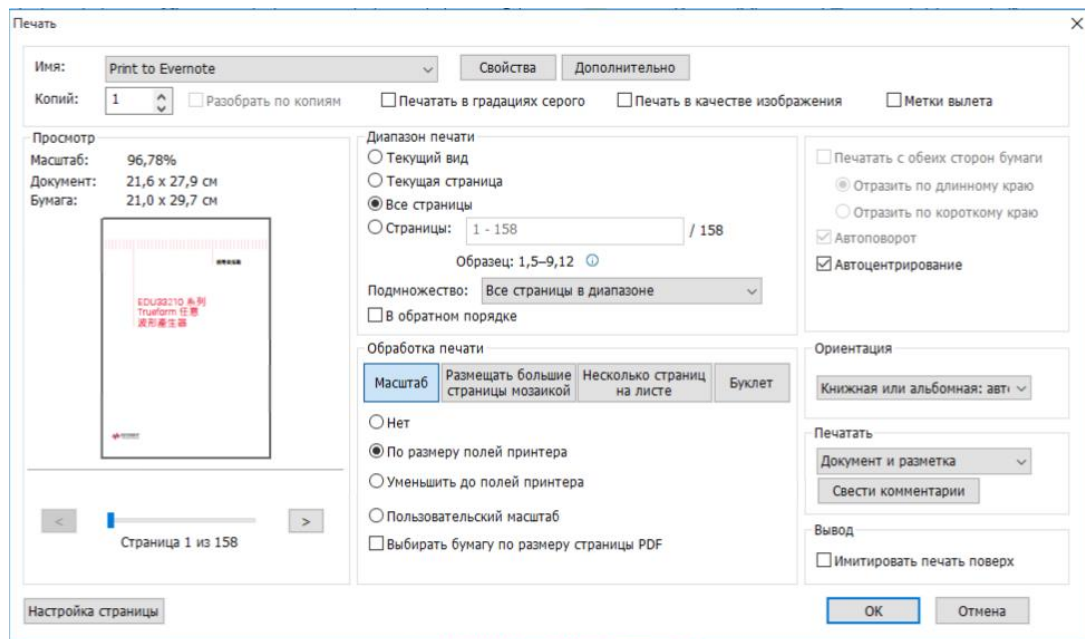 Печать
Имя: Print to Evernote Свойства Дополнительно
Копий: 1 Разобрать по копиям Печатать в градациях серого Печать в качестве изображения Метки вылета
Просмотр
Масштаб: 96,78%
Документ: 21,6 x 27,9 см
Бумага: 21,0 x 29,7 см
EDU33210 系列
Trueform 任意
波形產生器
< >
Страница 1 из 158
Диапазон печати
Текущий вид
Текущая страница
Все страницы
Страницы: 1 - 158 / 158
Образец: 1,5–9,12
Подмножество: Все страницы в диапазоне
В обратном порядке
Обработка печати
Масштаб Размещать большие страницы мозаикой Несколько страниц на листе Буклет
Нет
По размеру полей принтера
Уменьшить до полей принтера
Пользовательский масштаб
Выбирать бумагу по размеру страницы PDF
Печатать с обеих сторон бумаги
Отразить по длинному краю
Отразить по короткому краю
Автоповорот
Автоцентрирование
Ориентация
Книжная или альбомная: авт
Печатать
Документ и разметка
Свести комментарии
Вывод
Имитировать печать поверх
Настройка страницы OK Отмена